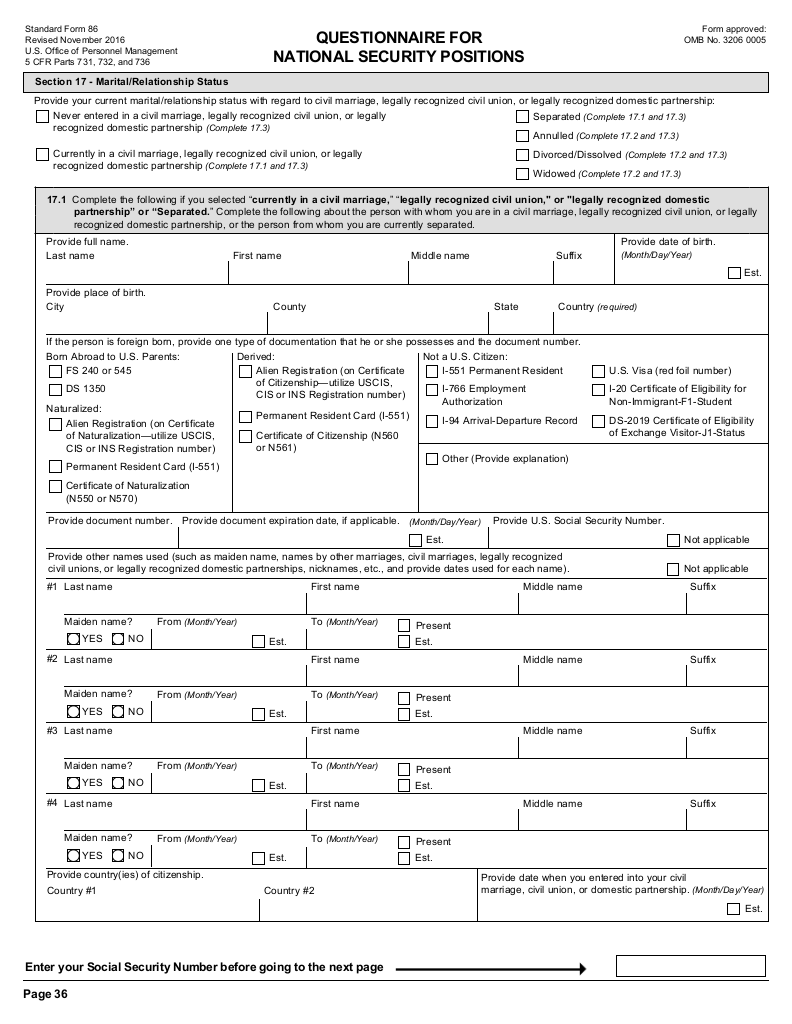 Standard Form 86
Revised November 2016
U.S. Office of Personnel Management
5 CFR Parts 731, 732, and 736
QUESTIONNAIRE FOR
NATIONAL SECURITY POSITIONS
Form approved:
OMB No. 3206 0005
Section 17 - Marital/Relationship Status
Provide your current marital/relationship status with regard to civil marriage, legally recognized civil union, or legally recognized domestic partnership:
Never entered in a civil marriage, legally recognized civil union, or legally
recognized domestic partnership (Complete 17.3)
Currently in a civil marriage, legally recognized civil union, or legally
recognized domestic partnership (Complete 17.1 and 17.3)
Separated (Complete 17.1 and 17.3)
Annulled (Complete 17.2 and 17.3)
Divorced/Dissolved (Complete 17.2 and 17.3)
Widowed (Complete 17.2 and 17.3)
17.1 Complete the following if you selected "currently in a civil marriage," "legally recognized civil union," or "legally recognized domestic
partnership" or "Separated." Complete the following about the person with whom you are in a civil marriage, legally recognized civil union, or legally
recognized domestic partnership, or the person from whom you are currently separated.
Provide full name.
Last name First name Middle name Suffix
Provide date of birth.
(Month/Day/Year)
Est.
Provide place of birth.
City County State Country (required)
If the person is foreign born, provide one type of documentation that he or she possesses and the document number.
Born Abroad to U.S. Parents:
FS 240 or 545
DS 1350
Naturalized:
Alien Registration (on Certificate
of Naturalization—utilize USCIS,
CIS or INS Registration number)
Permanent Resident Card (I-551)
Certificate of Naturalization
(N550 or N570)
Derived:
Alien Registration (on Certificate
of Citizenship—utilize USCIS,
CIS or INS Registration number)
Permanent Resident Card (I-551)
Certificate of Citizenship (N560
or N561)
Not a U.S. Citizen:
I-551 Permanent Resident
I-766 Employment
Authorization
I-94 Arrival-Departure Record
U.S. Visa (red foil number)
I-20 Certificate of Eligibility for
Non-Immigrant-F1-Student
DS-2019 Certificate of Eligibility
of Exchange Visitor-J1-Status
Other (Provide explanation)
Provide document number. Provide document expiration date, if applicable. (Month/Day/Year) Provide U.S. Social Security Number.
Est. Not applicable
Provide other names used (such as maiden name, names by other marriages, civil marriages, legally recognized
civil unions, or legally recognized domestic partnerships, nicknames, etc., and provide dates used for each name).
Not applicable
#1 Last name First name Middle name Suffix
Maiden name? From (Month/Year) To (Month/Year) Present
YES NO Est. Est.
#2 Last name First name Middle name Suffix
Maiden name? From (Month/Year) To (Month/Year) Present
YES NO Est. Est.
#3 Last name First name Middle name Suffix
Maiden name? From (Month/Year) To (Month/Year) Present
YES NO Est. Est.
#4 Last name First name Middle name Suffix
Maiden name? From (Month/Year) To (Month/Year) Present
YES NO Est. Est.
Provide country(ies) of citizenship.
Country #1 Country #2
Provide date when you entered into your civil
marriage, civil union, or domestic partnership. (Month/Day/Year)
Est.
Enter your Social Security Number before going to the next page
Page 36